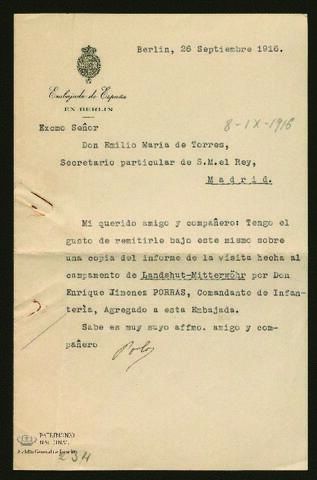 Berlin, 26 Septiembre 1916.
Embajada de España
EN BERLIN
Excmo Señor
8-IX-1916
Don Emilio Maria de Torres,
Secretario particular de S.M.el Rey,
Madrid.
Mi querido amigo y compañero: Tengo el
gusto de remitirle bajo este mismo sobre
una copia del informe de la visita hecha al
campamento de Landshut-Mitterwöhr por Don
Enrique Jimenez PORRAS, Comandante de Infan-
teria, Agregado a esta Embajada.
Sabe es muy suyo affmo. amigo y com-
pañero
PATRIMONIO
NACIONAL
234